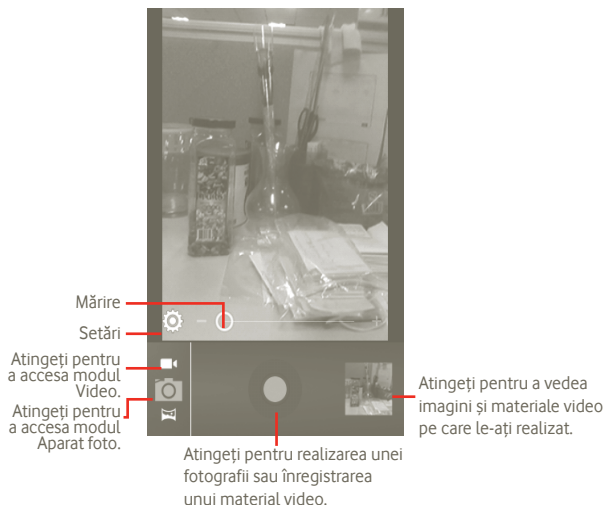 Mărire
Setări
Atingeți pentru
a accesa modul
Video.
Atingeți pentru
a accesa modul
Aparat foto.
Atingeți pentru realizarea unei
fotografii sau înregistrarea
unui material video.
Atingeți pentru a vedea
imagini și materiale video
pe care le-ați realizat.